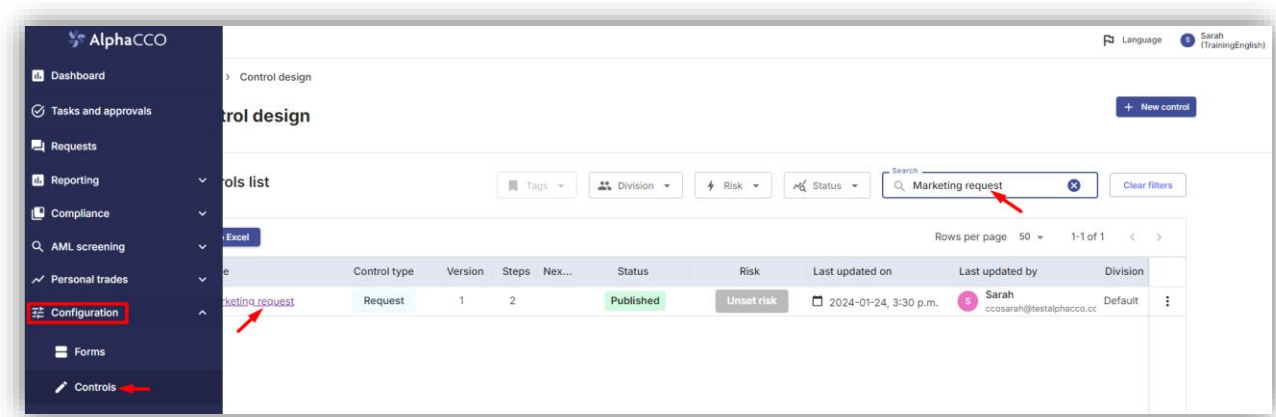 AlphaCCO
Language
S
Sarah
(TrainingEnglish)
Dashboard
> Control design
Tasks and approvals
trol design
+ New control
Requests
Reporting
rols list
Tags
Division
Risk
Status
Search
Marketing request
Clear filters
Compliance
AML screening
Excel
Rows per page 50
1-1 of 1
< >
e
Control type
Version
Steps
Nex...
Status
Risk
Last updated on
Last updated by
Division
Personal trades
rketing request
Request
1
2
Published
Unset risk
2024-01-24, 3:30 p.m.
S
Sarah
ccosarah@testalphacco.cc
Default
Configuration
Forms
Controls